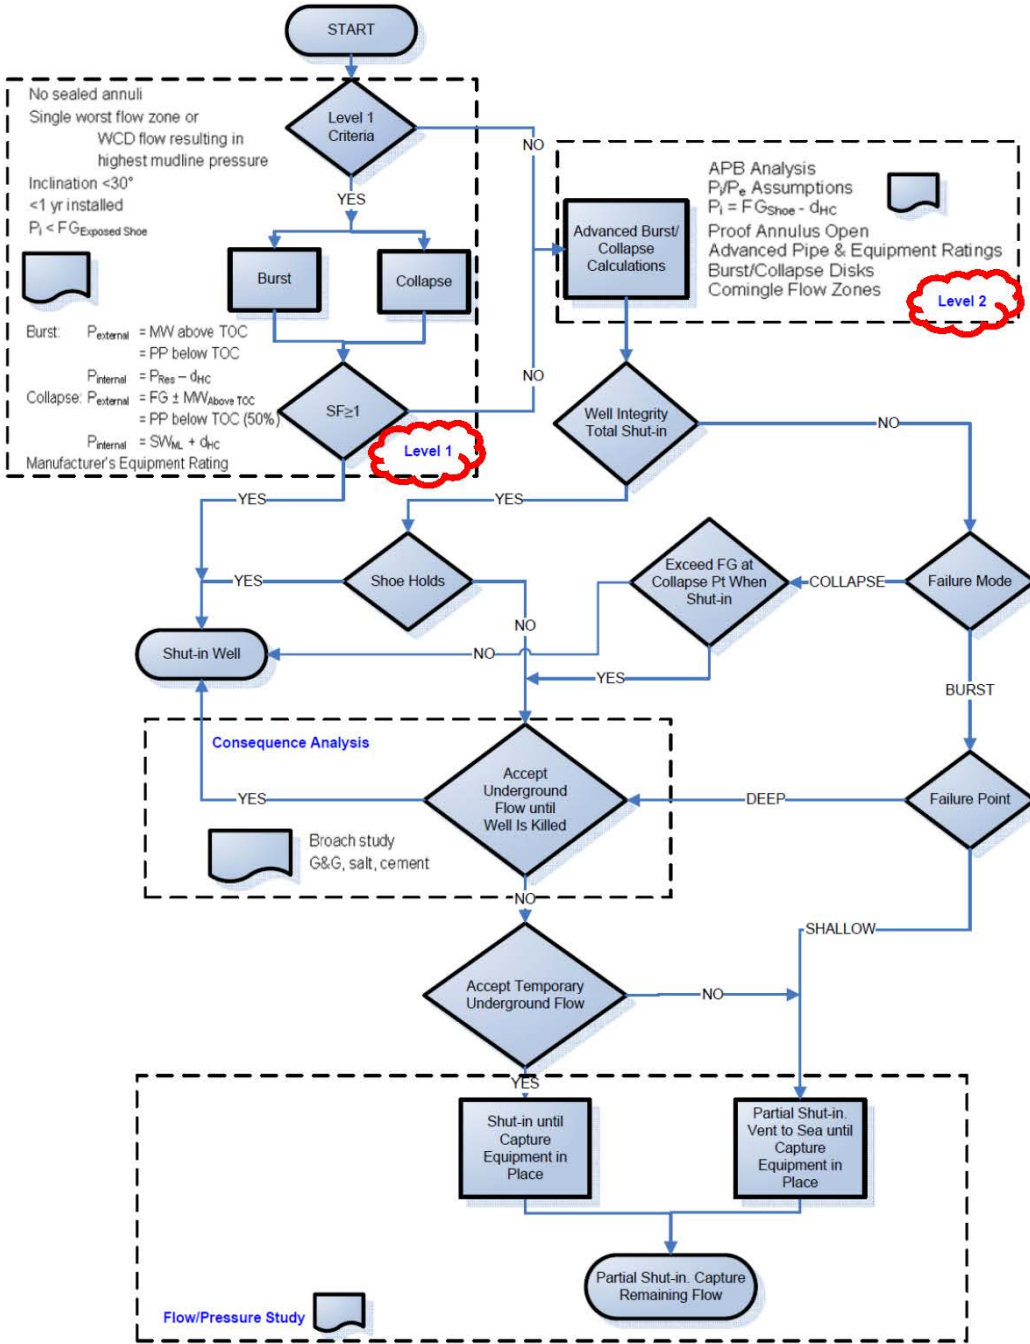 START
No sealed annuli
Single worst flow zone or
WCD flow resulting in
highest mudline pressure
Inclination <30°
<1 yr installed
Pi < FGExposed Shoe
Level 1
Criteria
NO
YES
Burst
Collapse
Burst: Pexternal = MW above TOC
= PP below TOC
Pinternal = PRes – dHC
Collapse: Pexternal = FG ± MWAbove TOC
= PP below TOC (50%)
Pinternal = SWML + dHC
Manufacturer's Equipment Rating
SF≥1
NO
Level 1
YES
Advanced Burst/
Collapse
Calculations
APB Analysis
Pi/Pe Assumptions
Pi = FGShoe - dHC
Proof Annulus Open
Advanced Pipe & Equipment Ratings
Burst/Collapse Disks
Comingle Flow Zones
Level 2
Well Integrity
Total Shut-in
NO
YES
Shoe Holds
YES
NO
Exceed FG at
Collapse Pt When
Shut-in
COLLAPSE
Failure Mode
Shut-in Well
NO
YES
BURST
Consequence Analysis
Accept
Underground
Flow until
Well Is Killed
YES
DEEP
Failure Point
Broach study
G&G, salt, cement
NO
SHALLOW
Accept Temporary
Underground Flow
NO
YES
Shut-in until
Capture
Equipment in
Place
Partial Shut-in.
Vent to Sea until
Capture
Equipment in
Place
Partial Shut-in. Capture
Remaining Flow
Flow/Pressure Study